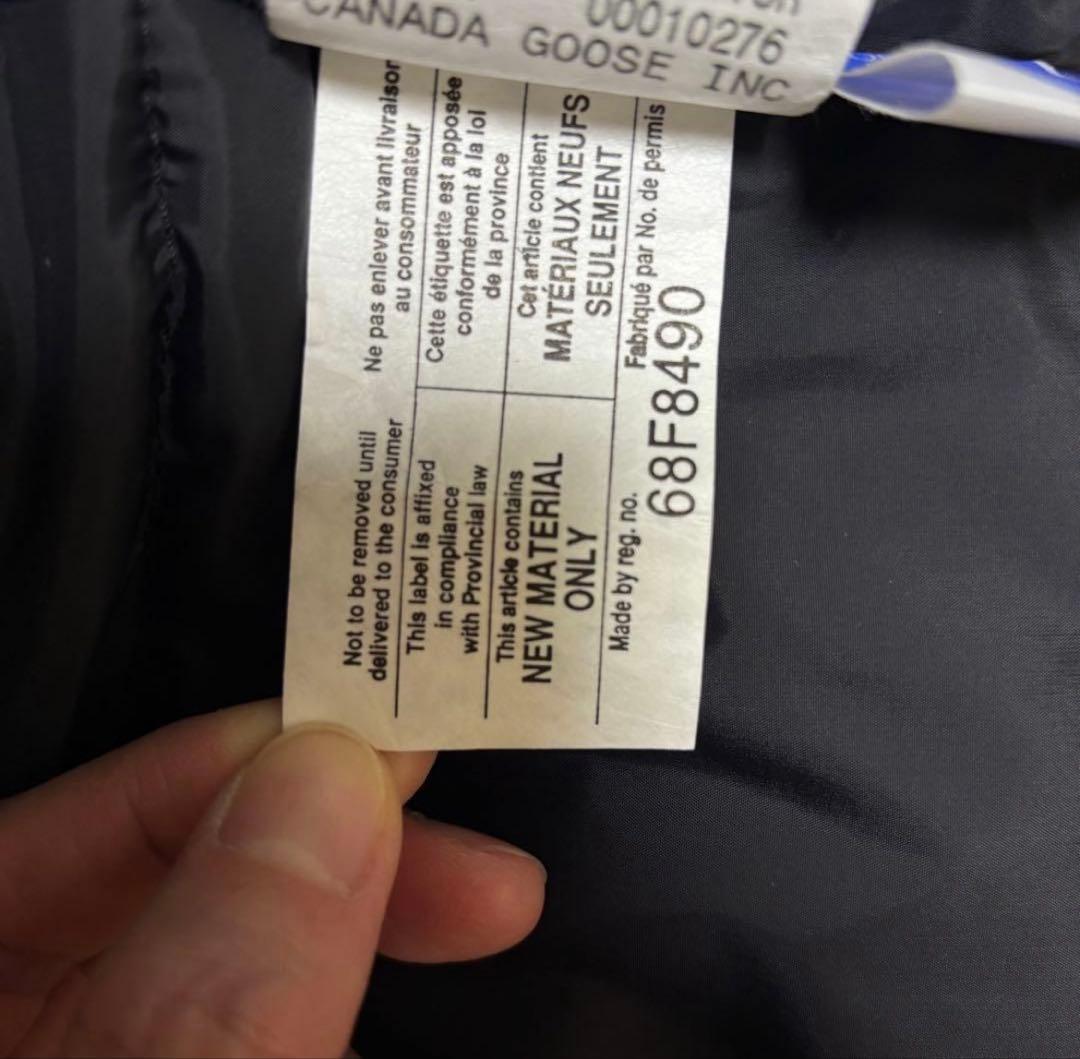 00010276
CANADA GOOSE INC
Not to be removed until
delivered to the consumer
Ne pas enlever avant livraison
au consommateur
This label is affixed
in compliance
with Provincial law
Cette étiquette est apposée
conformément à la loi
de la province
This article contains
NEW MATERIAL
ONLY
Cet article contient
MATÉRIAUX NEUFS
SEULEMENT
Made by reg. no.
Fabriqué par No. de permis
68F8490